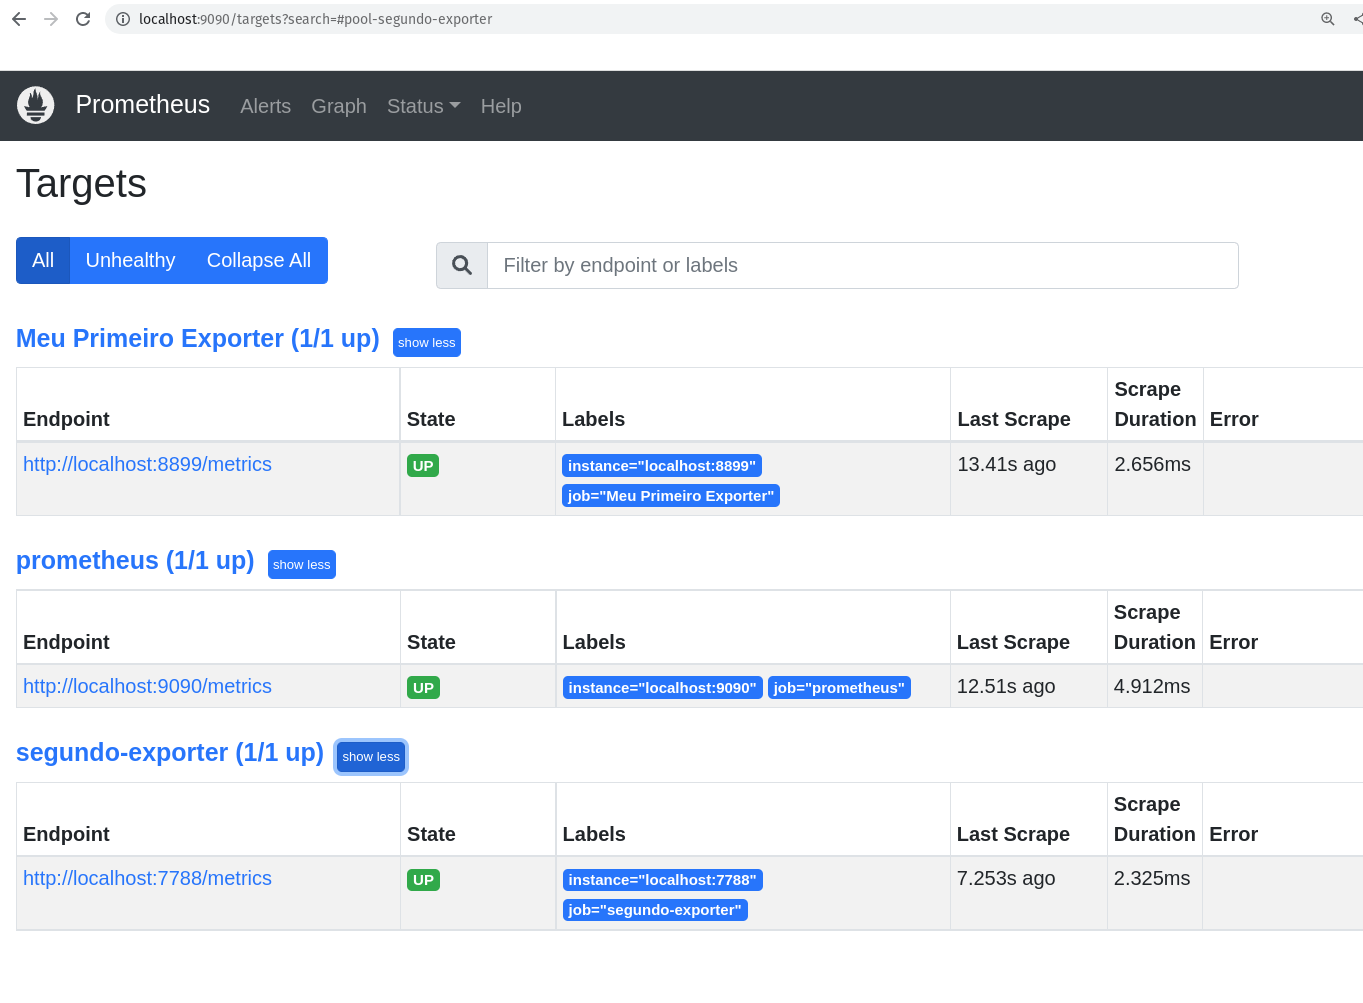 localhost:9090/targets?search=#pool-segundo-exporter
Prometheus Alerts Graph Status Help
Targets
All Unhealthy Collapse All Filter by endpoint or labels
Meu Primeiro Exporter (1/1 up) show less
Endpoint State Labels Last Scrape Scrape Duration Error
http://localhost:8899/metrics UP instance="localhost:8899" 13.41s ago 2.656ms
job="Meu Primeiro Exporter"
prometheus (1/1 up) show less
Endpoint State Labels Last Scrape Scrape Duration Error
http://localhost:9090/metrics UP instance="localhost:9090" job="prometheus" 12.51s ago 4.912ms
segundo-exporter (1/1 up) show less
Endpoint State Labels Last Scrape Scrape Duration Error
http://localhost:7788/metrics UP instance="localhost:7788" 7.253s ago 2.325ms
job="segundo-exporter"